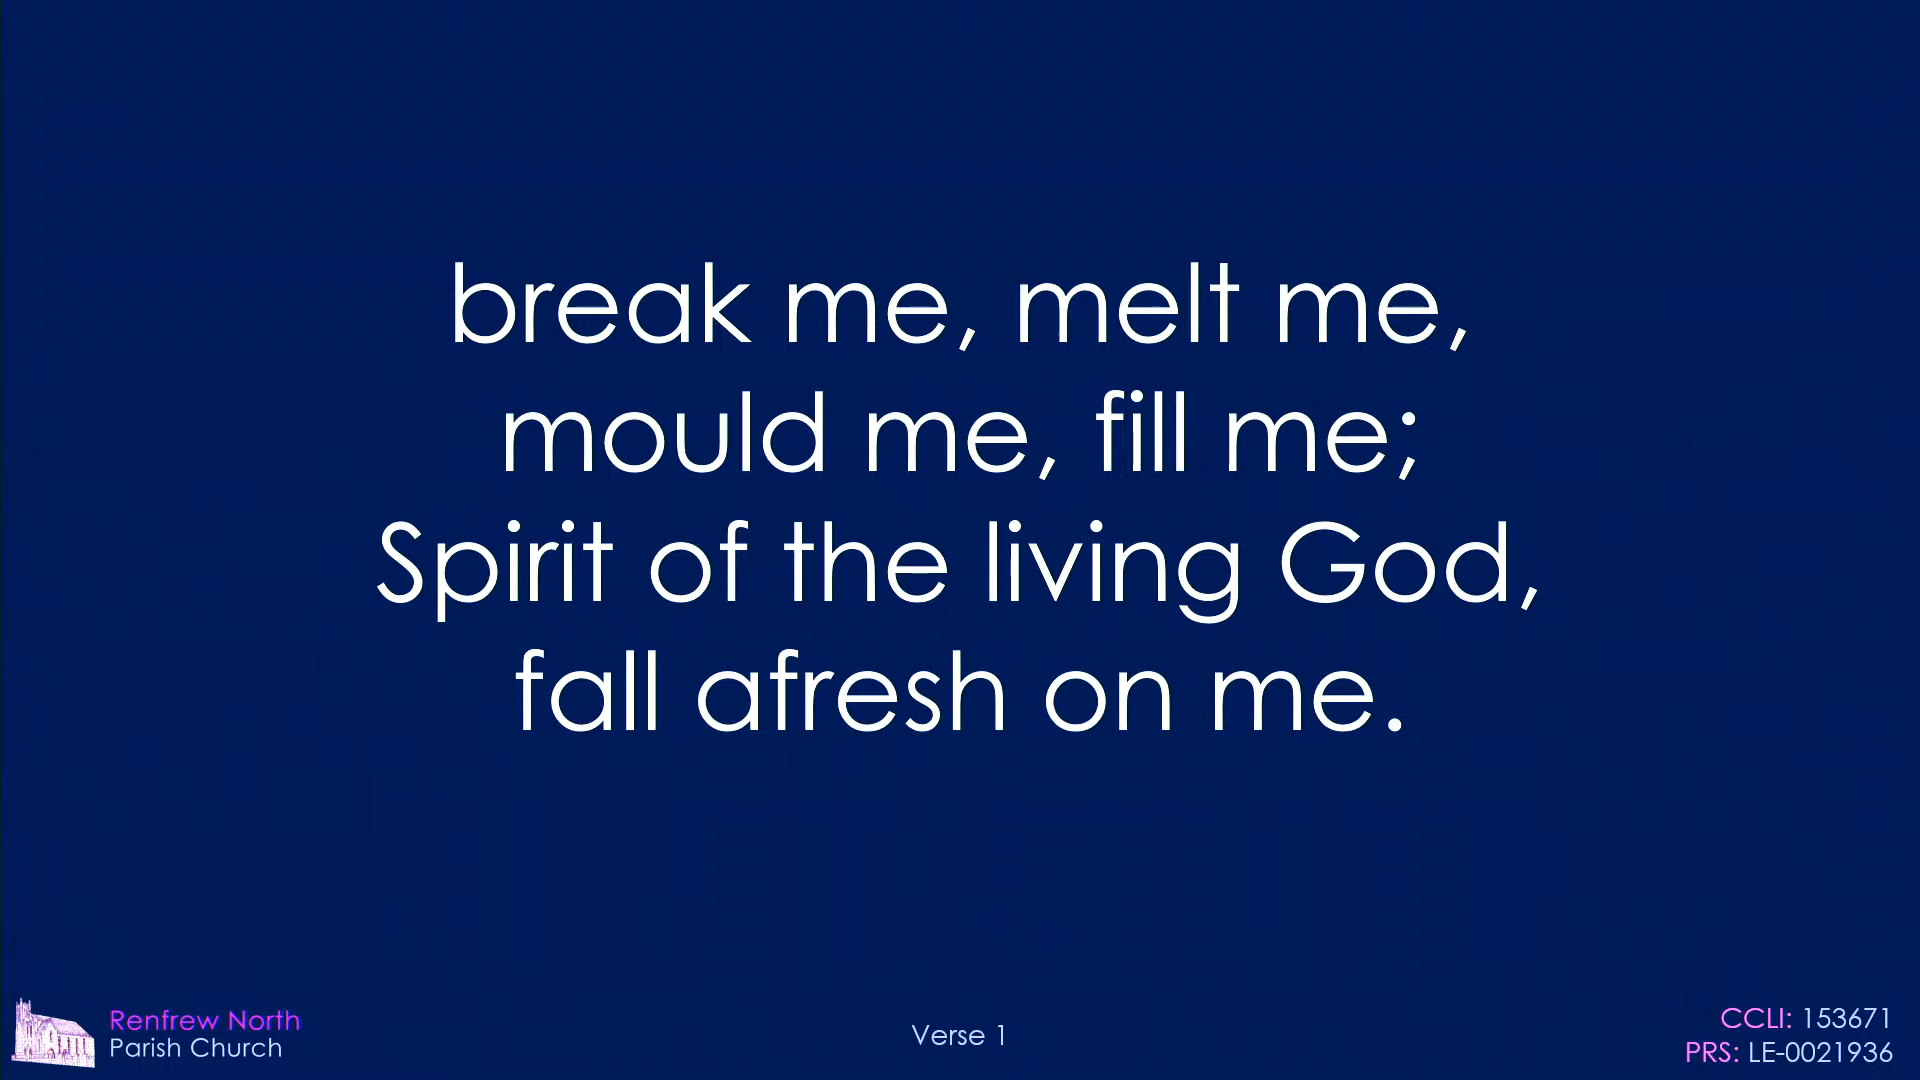 break me, melt me,
mould me, fill me;
Spirit of the living God,
fall afresh on me.
Renfrew North
Parish Church
Verse 1
CCLI: 153671
PRS: LE-0021936